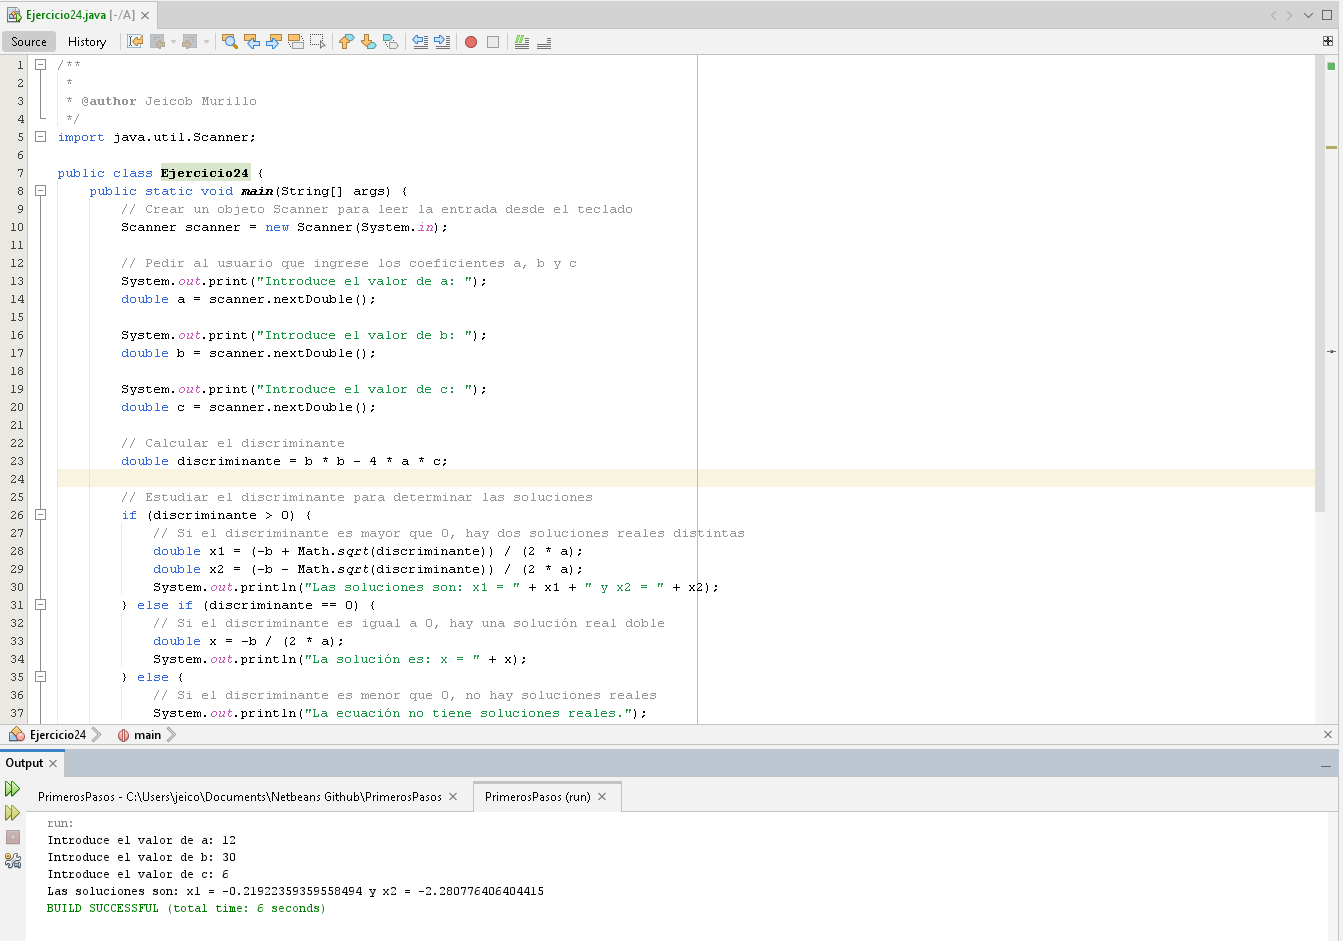 Ejercicio24.java [-/A]
Source History
1 /**
2  *
3  * @author Jeicob Murillo
4  */
5 import java.util.Scanner;
6
7 public class Ejercicio24 {
8     public static void main(String[] args) {
9         // Crear un objeto Scanner para leer la entrada desde el teclado
10         Scanner scanner = new Scanner(System.in);
11
12         // Pedir al usuario que ingrese los coeficientes a, b y c
13         System.out.print("Introduce el valor de a: ");
14         double a = scanner.nextDouble();
15
16         System.out.print("Introduce el valor de b: ");
17         double b = scanner.nextDouble();
18
19         System.out.print("Introduce el valor de c: ");
20         double c = scanner.nextDouble();
21
22         // Calcular el discriminante
23         double discriminante = b * b - 4 * a * c;
24
25         // Estudiar el discriminante para determinar las soluciones
26         if (discriminante > 0) {
27             // Si el discriminante es mayor que 0, hay dos soluciones reales distintas
28             double x1 = (-b + Math.sqrt(discriminante)) / (2 * a);
29             double x2 = (-b - Math.sqrt(discriminante)) / (2 * a);
30             System.out.println("Las soluciones son: x1 = " + x1 + " y x2 = " + x2);
31         } else if (discriminante == 0) {
32             // Si el discriminante es igual a 0, hay una solución real doble
33             double x = -b / (2 * a);
34             System.out.println("La solución es: x = " + x);
35         } else {
36             // Si el discriminante es menor que 0, no hay soluciones reales
37             System.out.println("La ecuación no tiene soluciones reales.");
Ejercicio24 main
Output
PrimerosPasos - C:\Users\jeico\Documents\Netbeans Github\PrimerosPasos PrimerosPasos (run)
run:
Introduce el valor de a: 12
Introduce el valor de b: 30
Introduce el valor de c: 6
Las soluciones son: x1 = -0.21922359359558494 y x2 = -2.280776406404415
BUILD SUCCESSFUL (total time: 6 seconds)